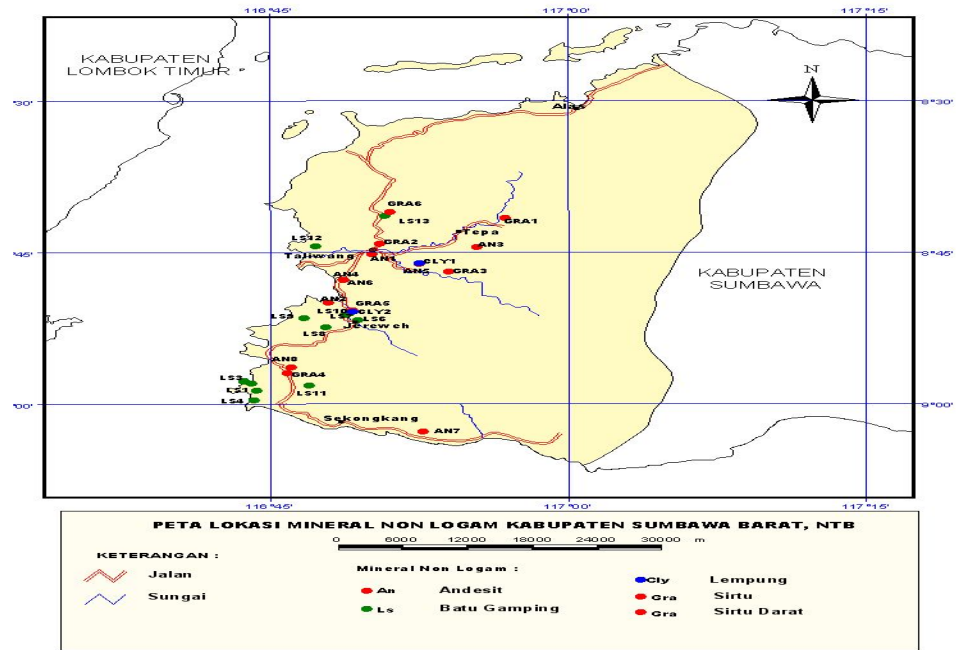 116°45' 117°00' 117°15'
KABUPATEN
LOMBOK TIMUR
N
Alas
'30' 8°30'
GRA6
LS13
GRA1
Tepa
LS12
GRA2
AN3
'45' 8°45'
Taliwang
AN1
CLY1
AN5
GRA3
AN4
AN6
KABUPATEN
SUMBAWA
AN2
GRA5
LS10
CLY2
LS6
Jereweh
LS8
AN8
GRA4
LS3
LS1
LS11
LS4
'00' 9°00'
Sekongkang
AN7
116°45' 117°00' 117°15'
PETA LOKASI MINERAL NON LOGAM KABUPATEN SUMBAWA BARAT, NTB
0 6000 12000 18000 24000 30000 m
KETERANGAN :
Jalan
Sungai
Mineral Non Logam :
An Andesit
Ls Batu Gamping
Cly Lempung
Gra Sirtu
Gra Sirtu Darat